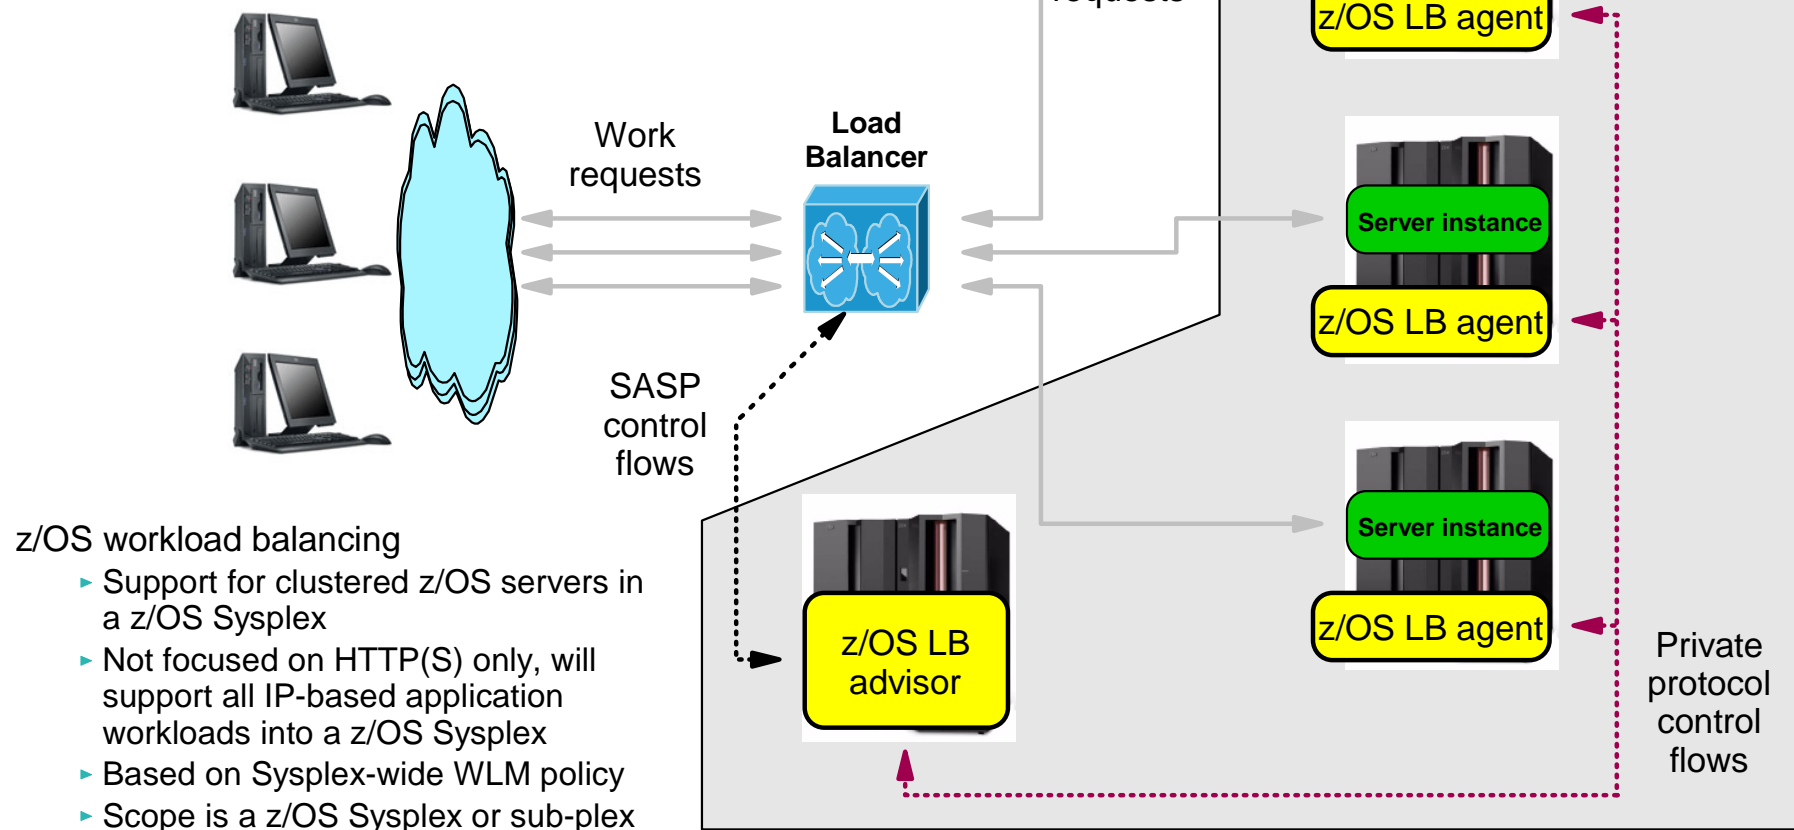 requests
z/OS LB agent
Work
requests
Load
Balancer
Server instance
z/OS LB agent
SASP
control
flows
Server instance
z/OS LB agent
z/OS LB
advisor
Private
protocol
control
flows
z/OS workload balancing
► Support for clustered z/OS servers in
a z/OS Sysplex
► Not focused on HTTP(S) only, will
support all IP-based application
workloads into a z/OS Sysplex
► Based on Sysplex-wide WLM policy
► Scope is a z/OS Sysplex or sub-plex